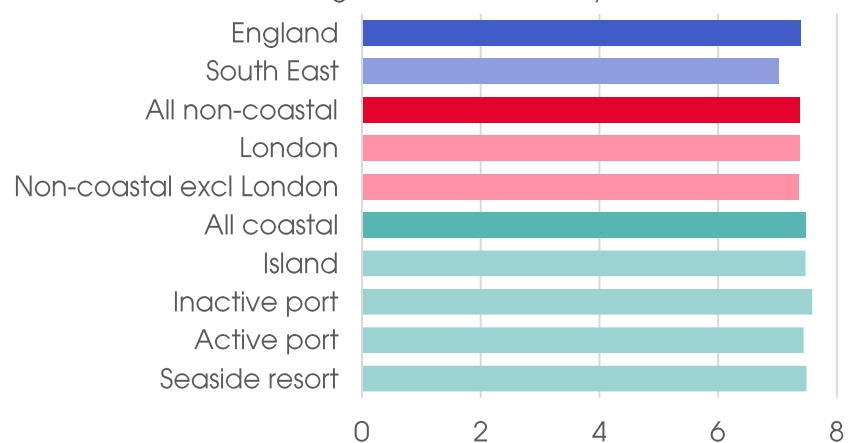 England
South East
All non-coastal
London
Non-coastal excl London
All coastal
Island
Inactive port
Active port
Seaside resort
0 2 4 6 8